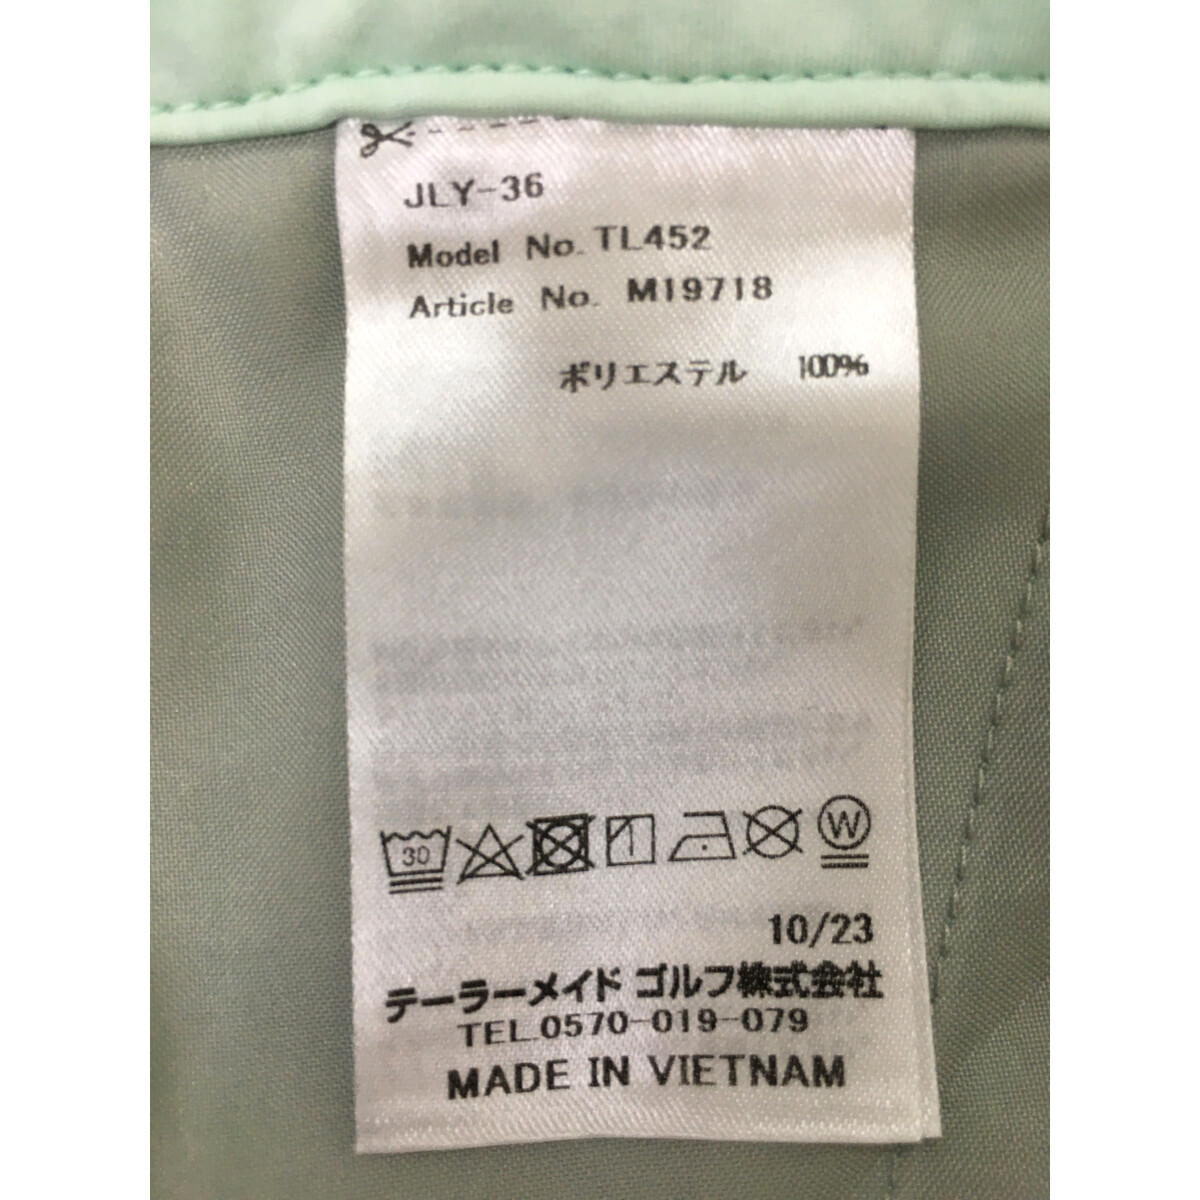 JLY-36
Model No. TL452
Article No. M19718
ポリエステル 100%
30
W
10/23
テーラーメイド ゴルフ株式会社
TEL.0570-019-079
MADE IN VIETNAM